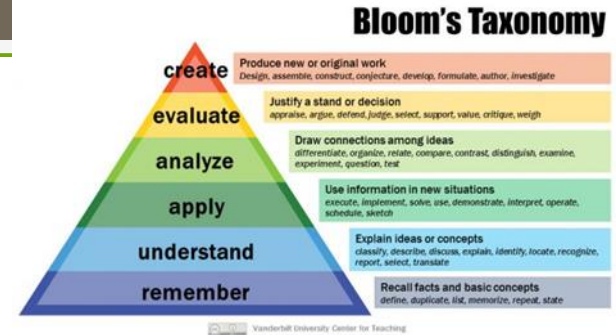 Bloom's Taxonomy
create
Produce new or original work
Design, assemble, construct, conjecture, develop, formulate, author, investigate
evaluate
Justify a stand or decision
appraise, argue, defend, judge, select, support, value, critique, weigh
analyze
Draw connections among ideas
differentiate, organize, relate, compare, contrast, distinguish, examine,
experiment, question, test
apply
Use information in new situations
execute, implement, solve, use, demonstrate, interpret, operate,
schedule, sketch
understand
Explain ideas or concepts
classify, describe, discuss, explain, identify, locate, recognize,
report, select, translate
remember
Recall facts and basic concepts
define, duplicate, list, memorize, repeat, state
Vanderbilt University Center for Teaching